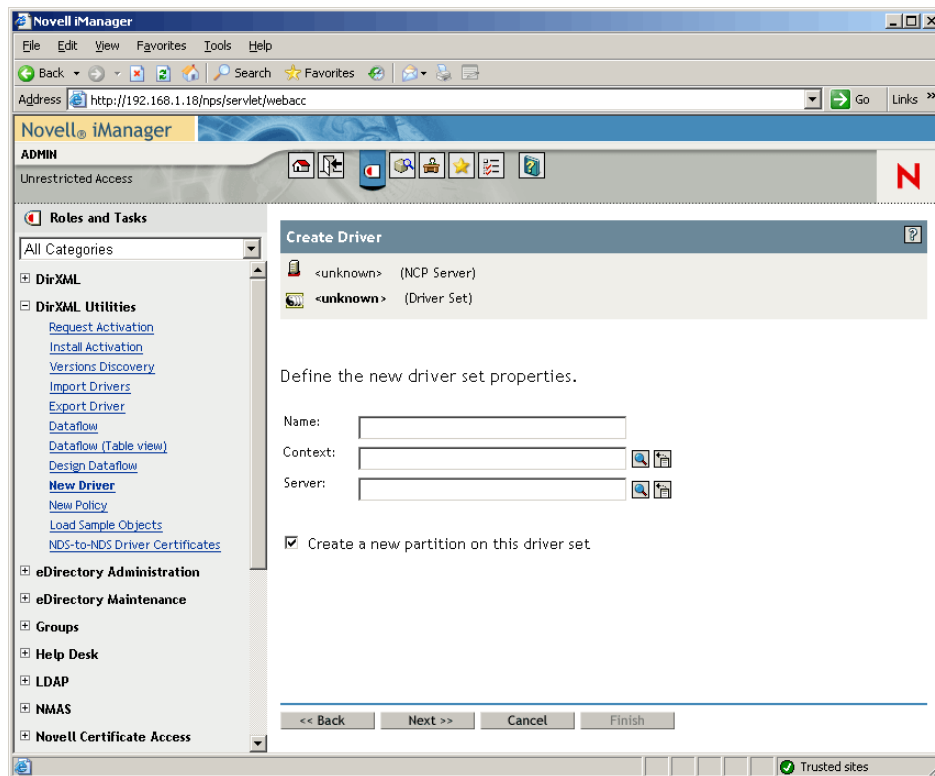 Novell iManager
File Edit View Favorites Tools Help
Back Search Favorites
Address http://192.168.1.18/nps/servlet/webacc Go Links »
Novell® iManager
ADMIN
Unrestricted Access
N
Roles and Tasks
All Categories
DirXML
DirXML Utilities
Request Activation
Install Activation
Versions Discovery
Import Drivers
Export Driver
Dataflow
Dataflow (Table view)
Design Dataflow
New Driver
New Policy
Load Sample Objects
NDS-to-NDS Driver Certificates
eDirectory Administration
eDirectory Maintenance
Groups
Help Desk
LDAP
NMAS
Novell Certificate Access
Create Driver ?
<unknown> (NCP Server)
<unknown> (Driver Set)
Define the new driver set properties.
Name:
Context:
Server:
Create a new partition on this driver set
<< Back Next >> Cancel Finish
Trusted sites